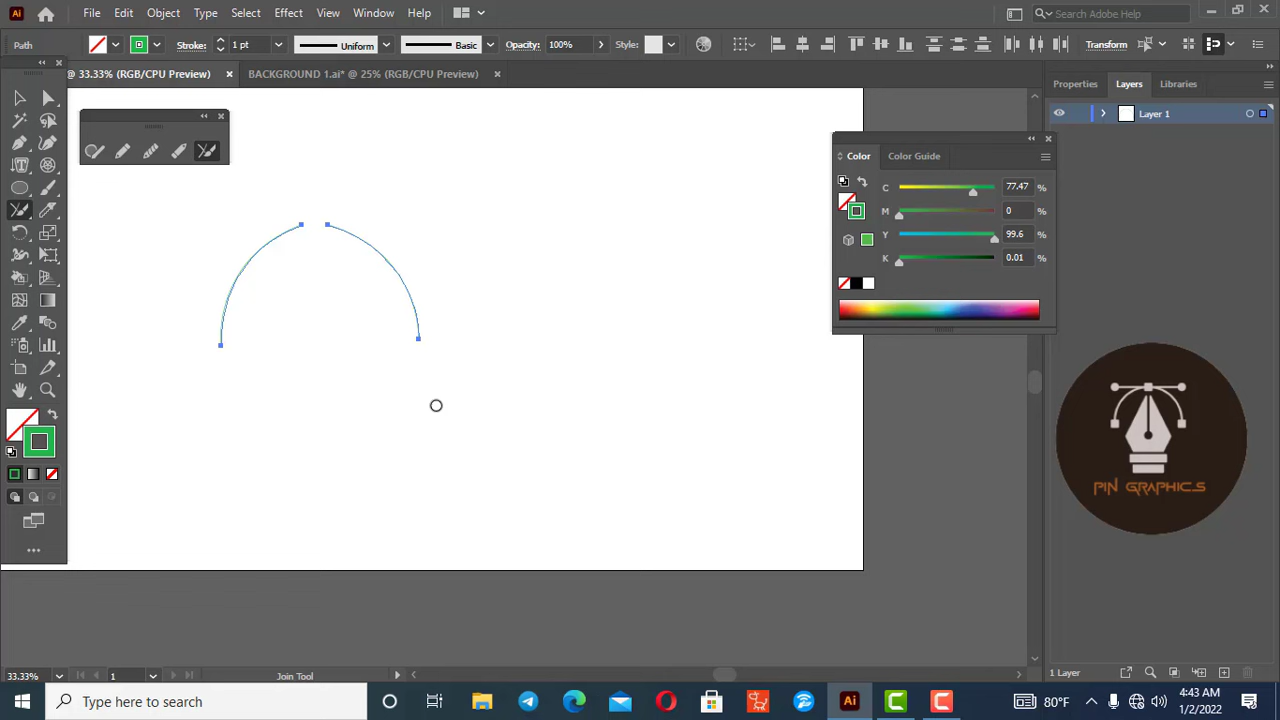 Ai File Edit Object Type Select Effect View Window Help Search Adobe Help
Path Stroke: 1 pt Uniform Basic Opacity: 100% Style: Transform
@ 33.33% (RGB/CPU Preview) BACKGROUND 1.ai* @ 25% (RGB/CPU Preview)
Properties Layers Libraries
Layer 1
Color Color Guide
C 77.47 %
M 0 %
Y 99.6 %
K 0.01 %
PIN GRAPHICS
33.33% 1 Join Tool
1 Layer
Type here to search
Ai
80°F
4:43 AM
1/2/2022